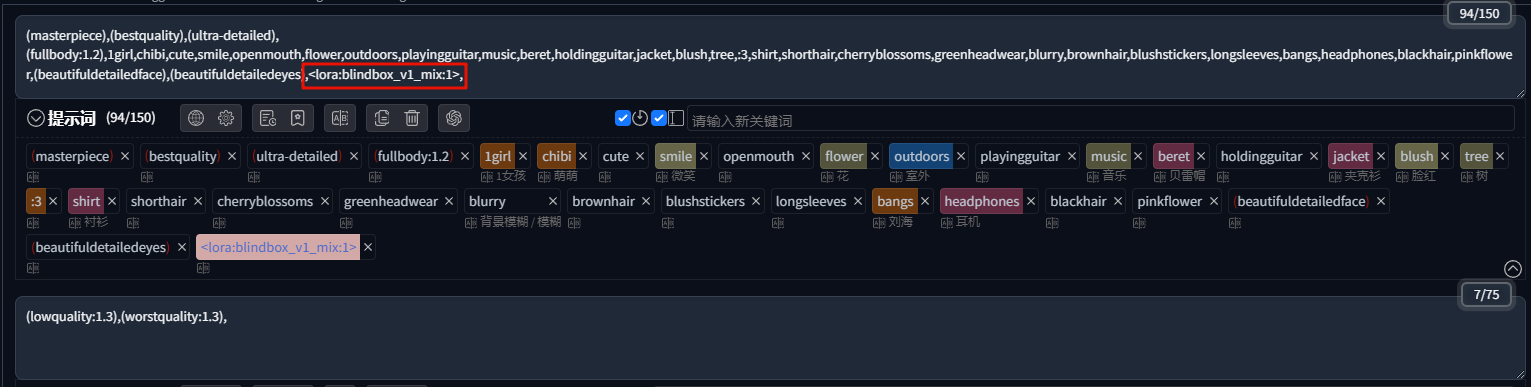 94/150
(masterpiece),(bestquality),(ultra-detailed),
(fullbody:1.2),1girl,chibi,cute,smile,openmouth,flower,outdoors,playingguitar,music,beret,holdingguitar,jacket,blush,tree,:3,shirt,shorthair,cherryblossoms,greenheadwear,blurry,brownhair,blushstickers,longsleeves,bangs,headphones,blackhair,pinkflowe
r,(beautifuldetailedface),(beautifuldetailedeyes),<lora:blindbox_v1_mix:1>,
提示词 (94/150) 请输入新关键词
(masterpiece) × (bestquality) × (ultra-detailed) × (fullbody:1.2) × 1girl × chibi × cute × smile × openmouth × flower × outdoors × playingguitar × music × beret × holdingguitar × jacket × blush × tree ×
1女孩 萌萌 微笑 花 室外 音乐 贝雷帽 夹克衫 脸红 树
:3 × shirt × shorthair × cherryblossoms × greenheadwear × blurry × brownhair × blushstickers × longsleeves × bangs × headphones × blackhair × pinkflower × (beautifuldetailedface) ×
衬衫 背景模糊 / 模糊 刘海 耳机
(beautifuldetailedeyes) × <lora:blindbox_v1_mix:1> ×
7/75
(lowquality:1.3),(worstquality:1.3),